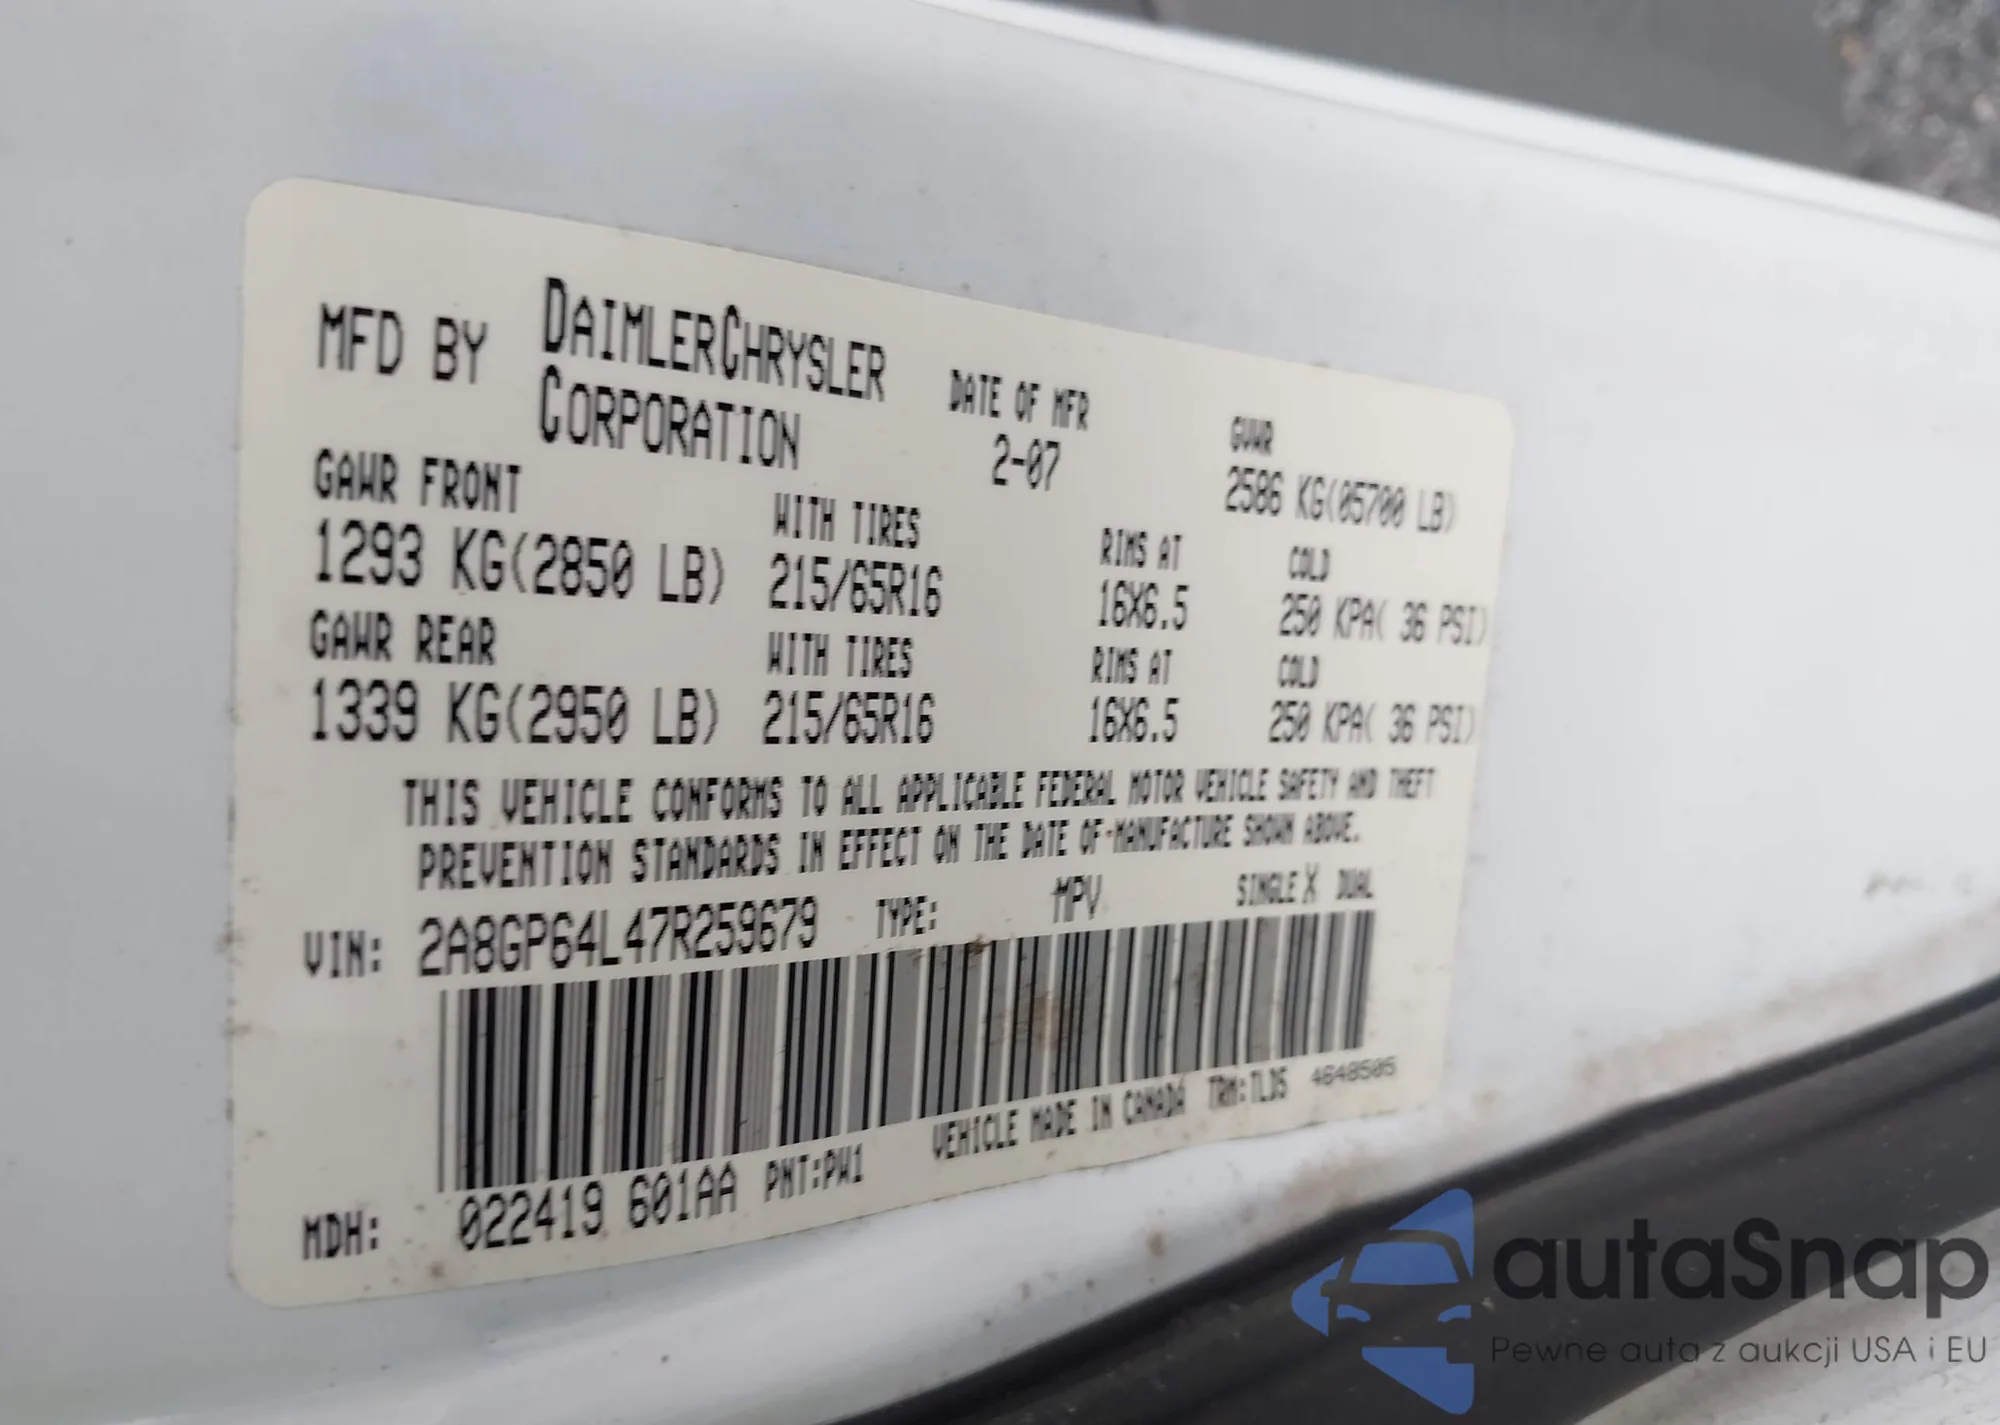 MFD BY DAIMLERCHRYSLER CORPORATION
DATE OF MFR 2-07
GVWR 2586 KG(05700 LB)
GAWR FRONT WITH TIRES RIMS AT COLD
1293 KG(2850 LB) 215/65R16 16X6.5 250 KPA( 36 PSI)
GAWR REAR WITH TIRES RIMS AT COLD
1339 KG(2950 LB) 215/65R16 16X6.5 250 KPA( 36 PSI)
THIS VEHICLE CONFORMS TO ALL APPLICABLE FEDERAL MOTOR VEHICLE SAFETY AND THEFT
PREVENTION STANDARDS IN EFFECT ON THE DATE OF MANUFACTURE SHOWN ABOVE.
VIN: 2A8GP64L47R259679 TYPE: MPV SINGLE X DUAL
VEHICLE MADE IN CANADA TRM:TLD5 4648505
MDH: 022419 601AA PNT:PW1
autaSnap
Pewne auta z aukcji USA i EU